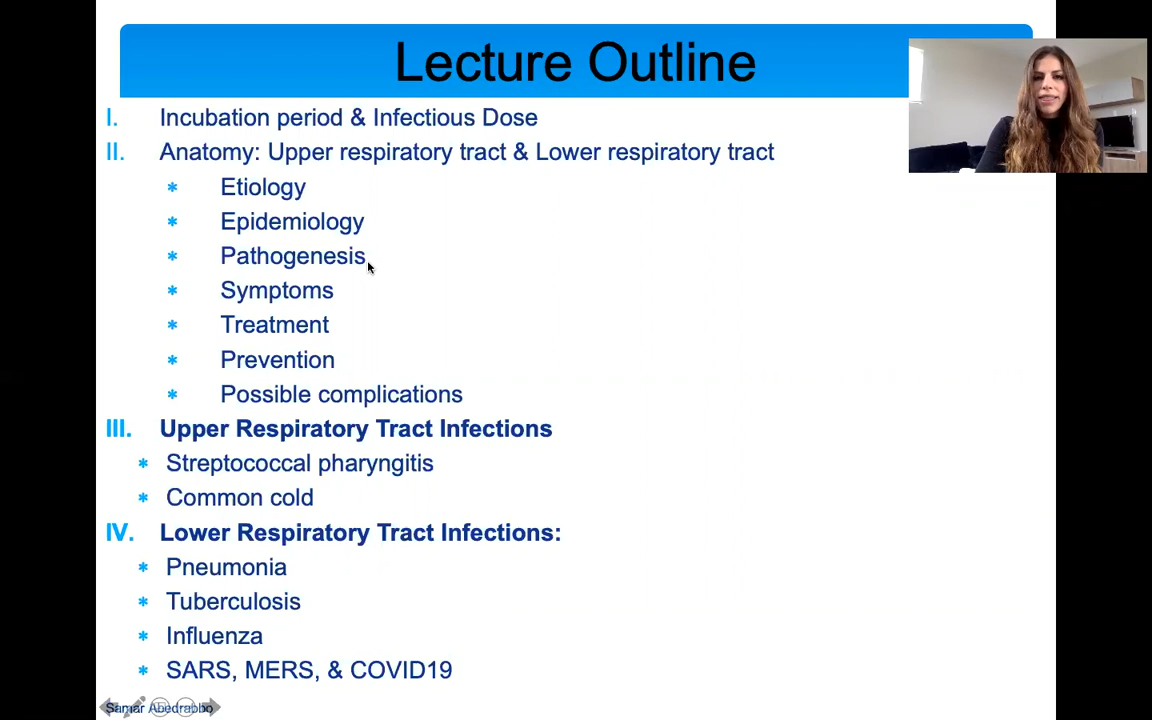 Lecture Outline
I. Incubation period & Infectious Dose
II. Anatomy: Upper respiratory tract & Lower respiratory tract
* Etiology
* Epidemiology
* Pathogenesis
* Symptoms
* Treatment
* Prevention
* Possible complications
III. Upper Respiratory Tract Infections
* Streptococcal pharyngitis
* Common cold
IV. Lower Respiratory Tract Infections:
* Pneumonia
* Tuberculosis
* Influenza
* SARS, MERS, & COVID19
Samar Abedrabbo